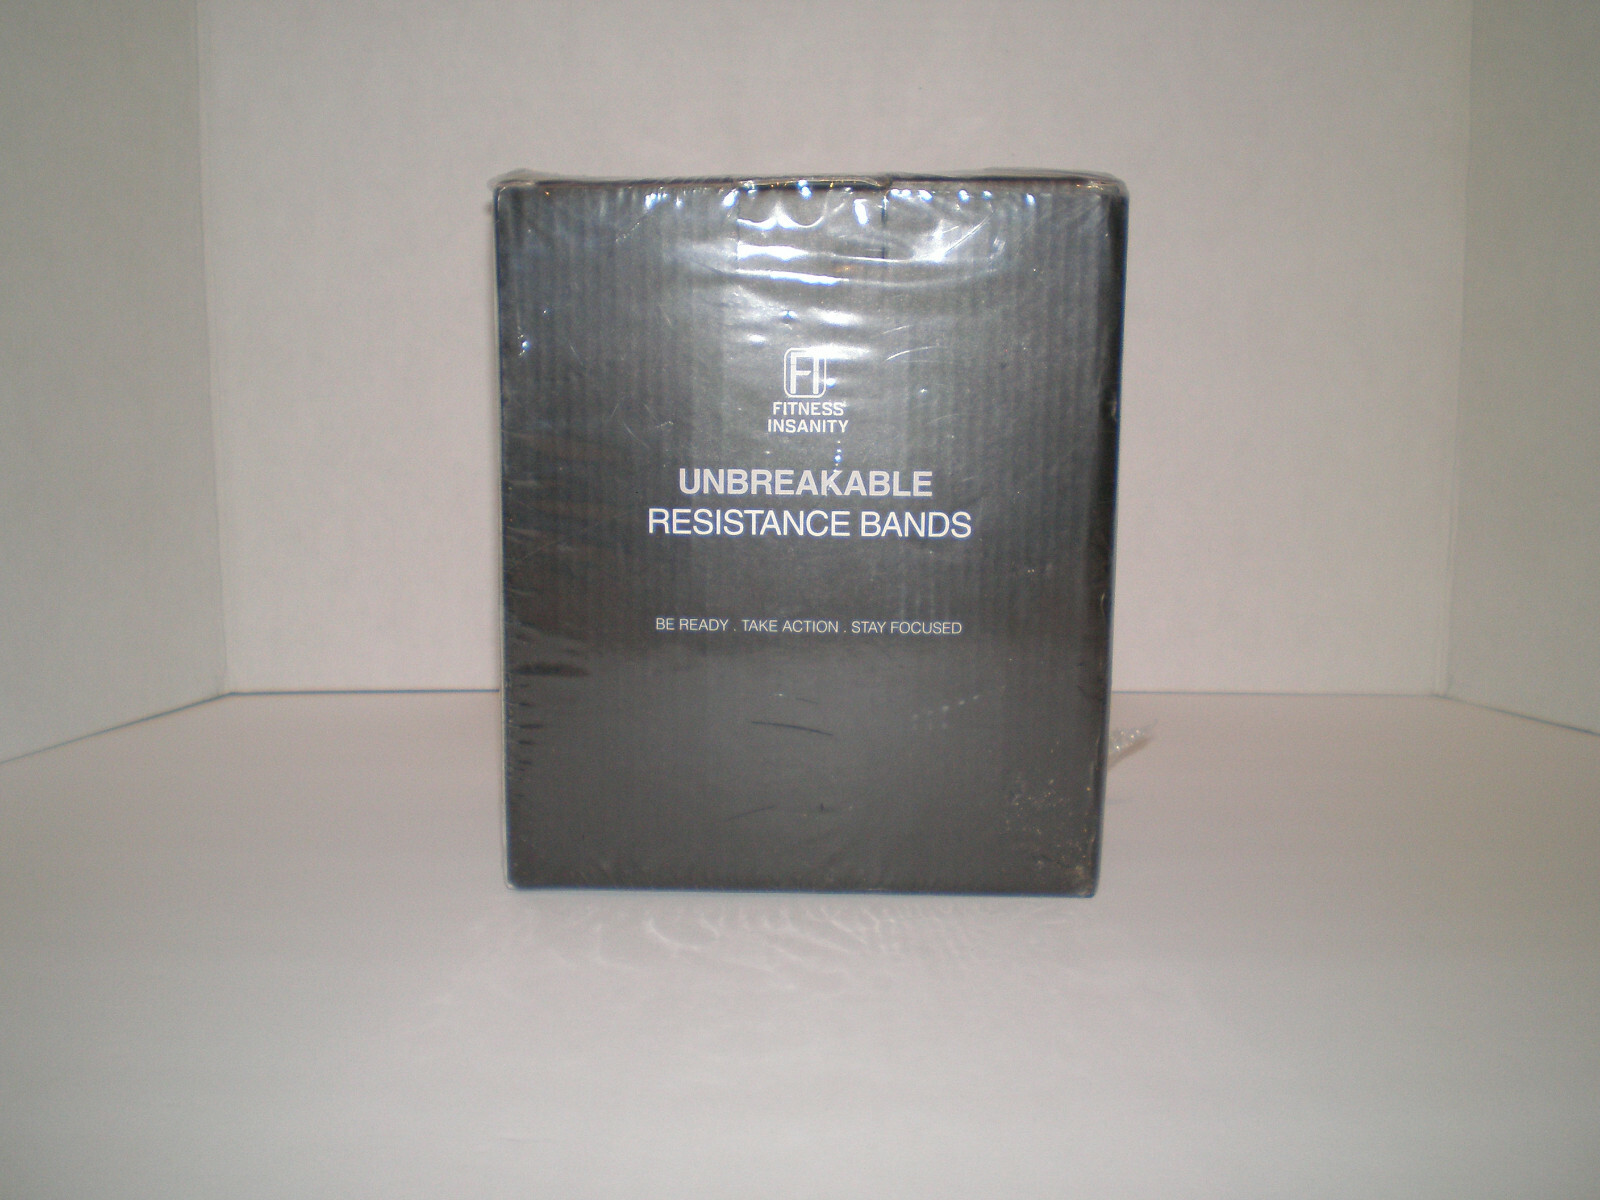 FI
FITNESS
INSANITY
UNBREAKABLE
RESISTANCE BANDS
BE READY . TAKE ACTION . STAY FOCUSED